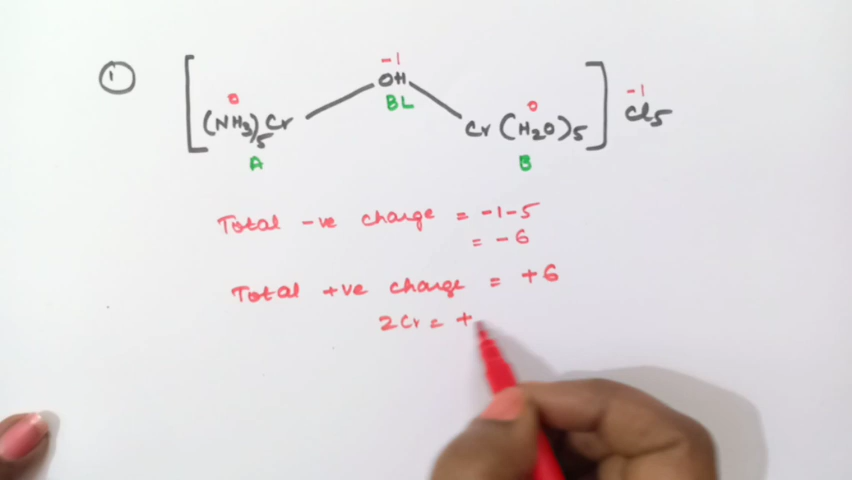 ①
-1
OH
BL
0
(NH3)5Cr
A
0
Cr(H2O)5
B
-1
Cl5
Total -ve charge = -1-5
= -6
Total +ve charge = +6
2Cr = +